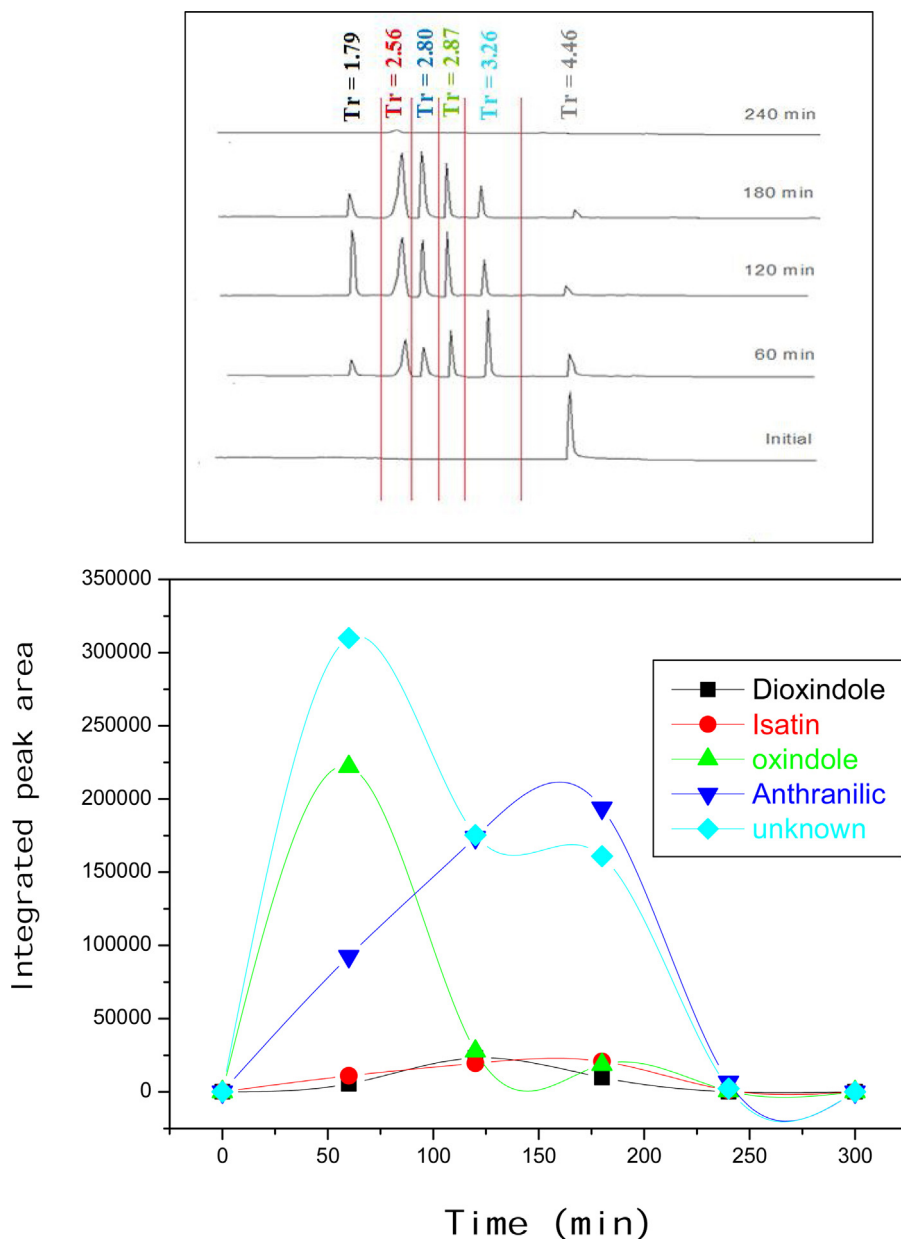 Tr = 1.79
Tr = 2.56
Tr = 2.80
Tr = 2.87
Tr = 3.26
Tr = 4.46
240 min
180 min
120 min
60 min
Initial
350000
300000
250000
200000
150000
100000
50000
0
Integrated peak area
Dioxindole
Isatin
oxindole
Anthranilic
unknown
0 50 100 150 200 250 300
Time (min)